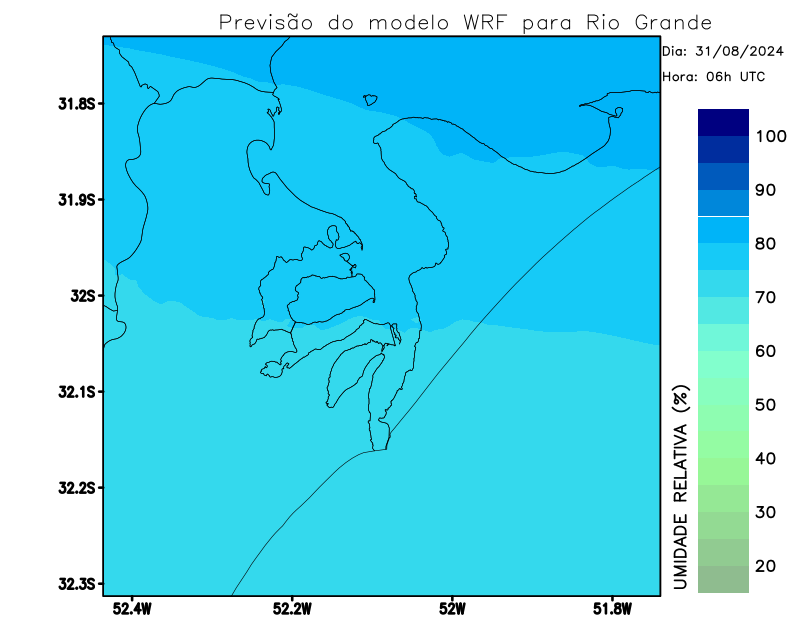 Previsão do modelo WRF para Rio Grande
Dia: 31/08/2024
Hora: 06h UTC
31.8S
31.9S
32S
32.1S
32.2S
32.3S
52.4W
52.2W
52W
51.8W
100
90
80
70
60
50
40
30
20
UMIDADE RELATIVA (%)